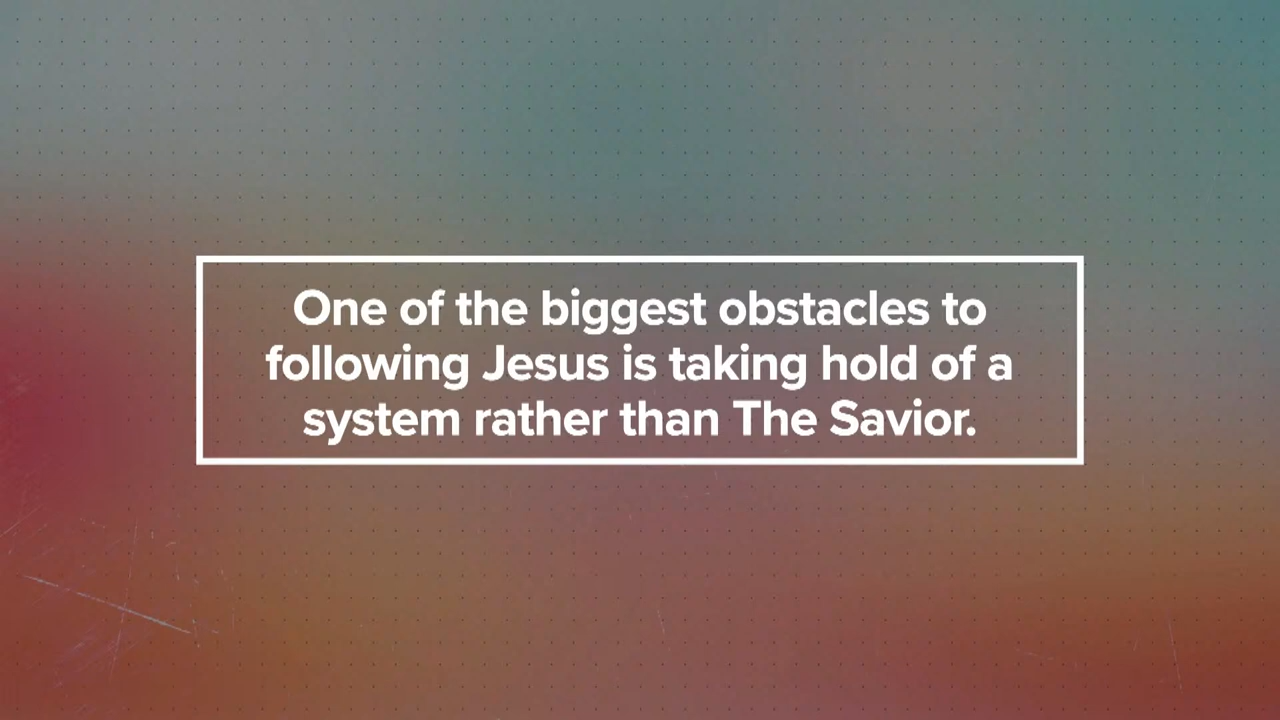 One of the biggest obstacles to
following Jesus is taking hold of a
system rather than The Savior.